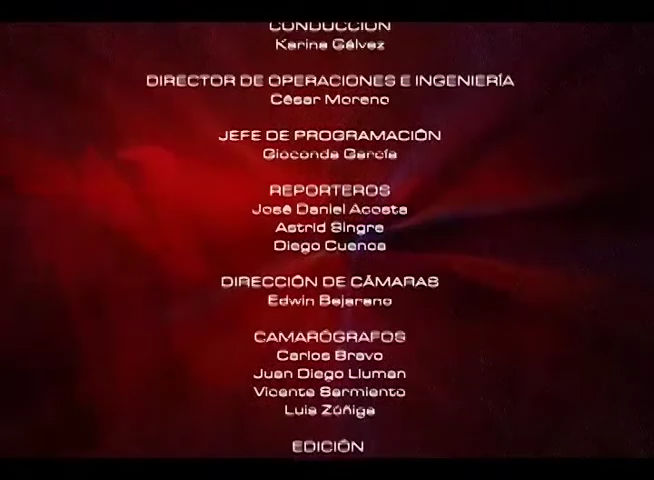 CONDUCCIÓN
Karina Gálvez
DIRECTOR DE OPERACIONES E INGENIERÍA
César Moreno
JEFE DE PROGRAMACIÓN
Gioconda García
REPORTEROS
José Daniel Acosta
Astrid Singre
Diego Cuenca
DIRECCIÓN DE CÁMARAS
Edwin Bejarano
CAMARÓGRAFOS
Carlos Bravo
Juan Diego Lluman
Vicente Sarmiento
Luis Zúñiga
EDICIÓN